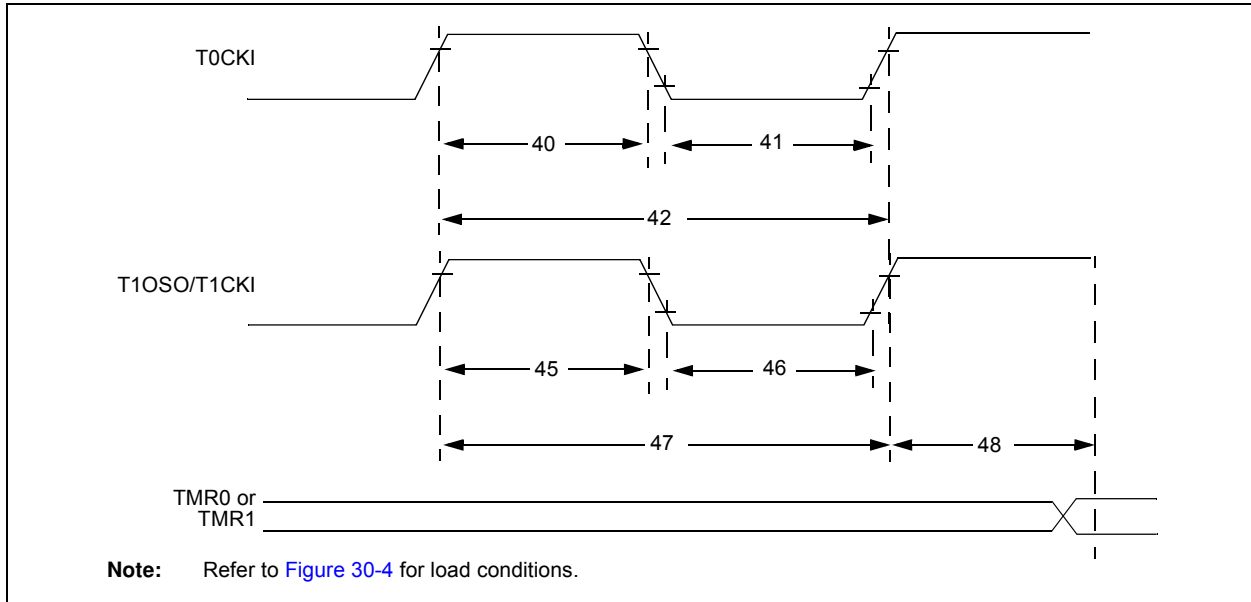 T0CKI
40
41
42
T1OSO/T1CKI
45
46
47
48
TMR0 or
TMR1
Note: Refer to Figure 30-4 for load conditions.